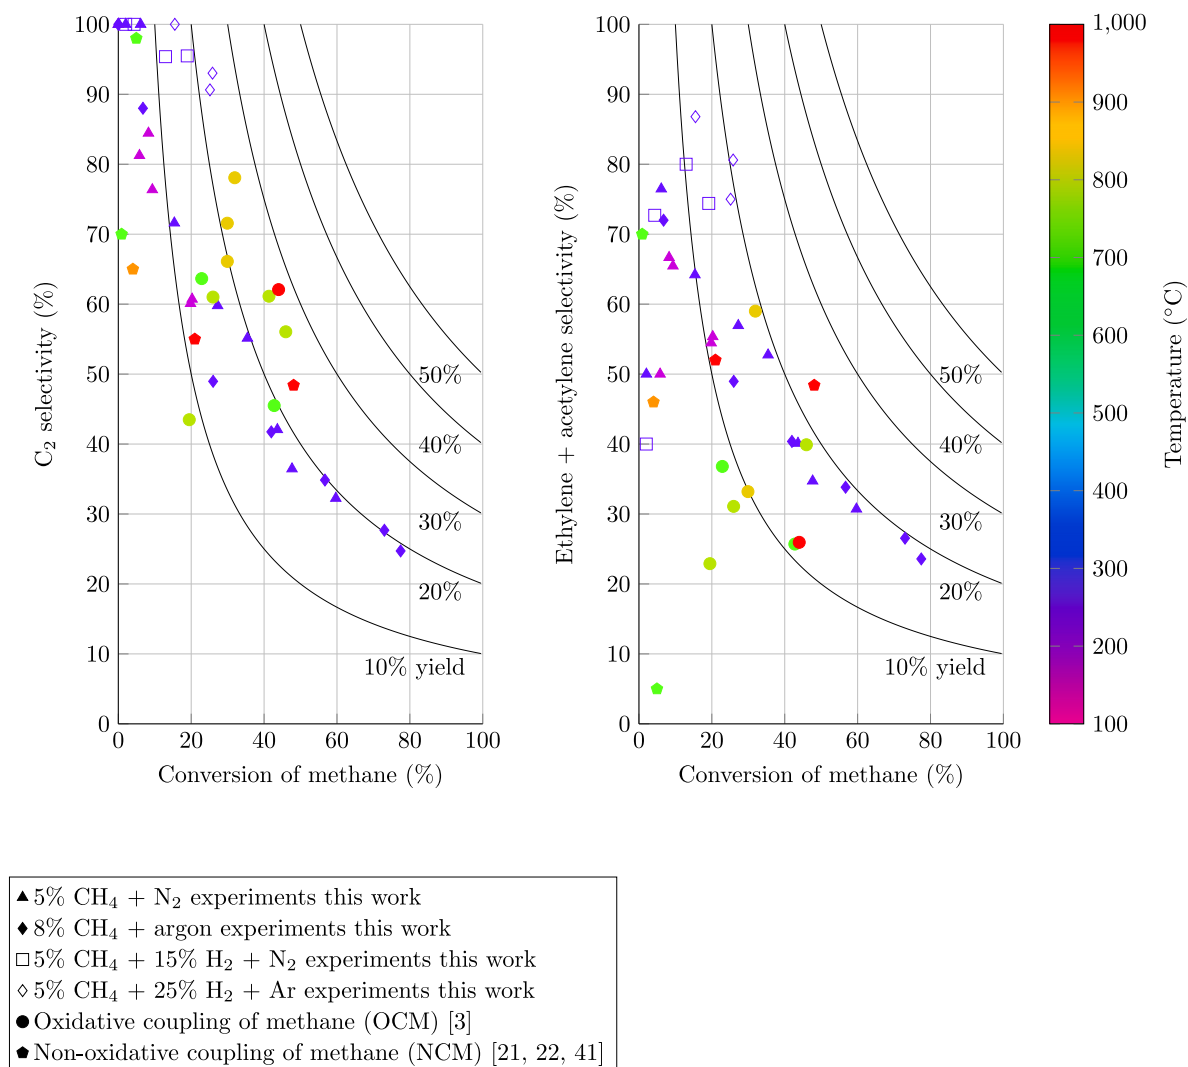 100
90
80
70
60
50
40
30
20
10
0
0 20 40 60 80 100
C2 selectivity (%)
Conversion of methane (%)
50%
40%
30%
20%
10% yield
100
90
80
70
60
50
40
30
20
10
0
0 20 40 60 80 100
Ethylene + acetylene selectivity (%)
Conversion of methane (%)
50%
40%
30%
20%
10% yield
1,000
900
800
700
600
500
400
300
200
100
Temperature (°C)
5% CH4 + N2 experiments this work
8% CH4 + argon experiments this work
5% CH4 + 15% H2 + N2 experiments this work
5% CH4 + 25% H2 + Ar experiments this work
Oxidative coupling of methane (OCM) [3]
Non-oxidative coupling of methane (NCM) [21, 22, 41]